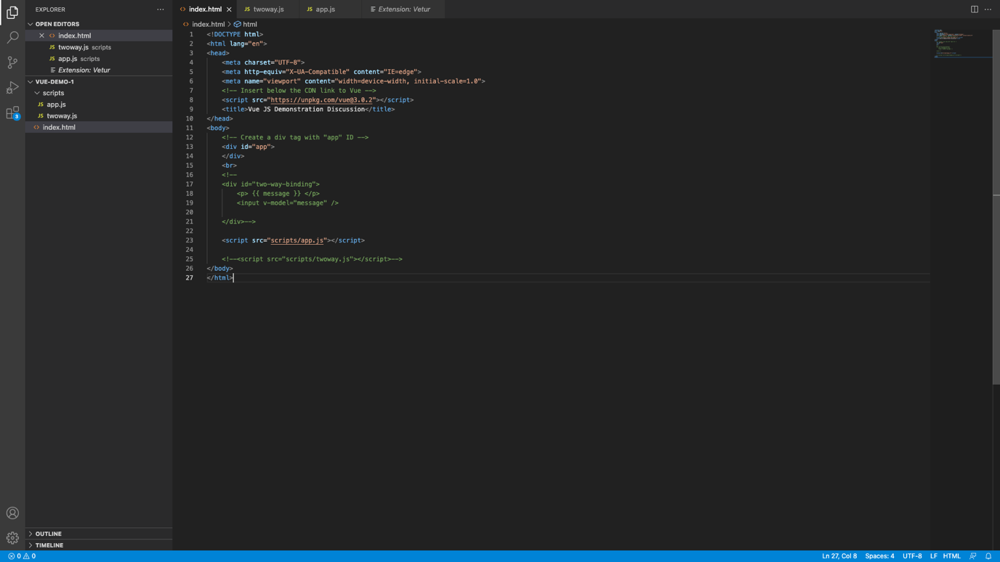 EXPLORER
OPEN EDITORS
index.html
JS twoway.js scripts
JS app.js scripts
Extension: Vetur
VUE-DEMO-1
scripts
JS app.js
JS twoway.js
index.html
3
OUTLINE
TIMELINE
index.html JS twoway.js JS app.js Extension: Vetur
index.html > html
1 <!DOCTYPE html>
2 <html lang="en">
3 <head>
4 <meta charset="UTF-8">
5 <meta http-equiv="X-UA-Compatible" content="IE=edge">
6 <meta name="viewport" content="width=device-width, initial-scale=1.0">
7 <!-- Insert below the CDN link to Vue -->
8 <script src="https://unpkg.com/vue@3.0.2"></script>
9 <title>Vue JS Demonstration Discussion</title>
10 </head>
11 <body>
12 <!-- Create a div tag with "app" ID -->
13 <div id="app">
14 </div>
15 <br>
16 <!--
17 <div id="two-way-binding">
18 <p> {{ message }} </p>
19 <input v-model="message" />
20
21 </div>-->
22
23 <script src="scripts/app.js"></script>
24
25 <!--<script src="scripts/twoway.js"></script>-->
26 </body>
27 </html>
0 0 Ln 27, Col 8 Spaces: 4 UTF-8 LF HTML